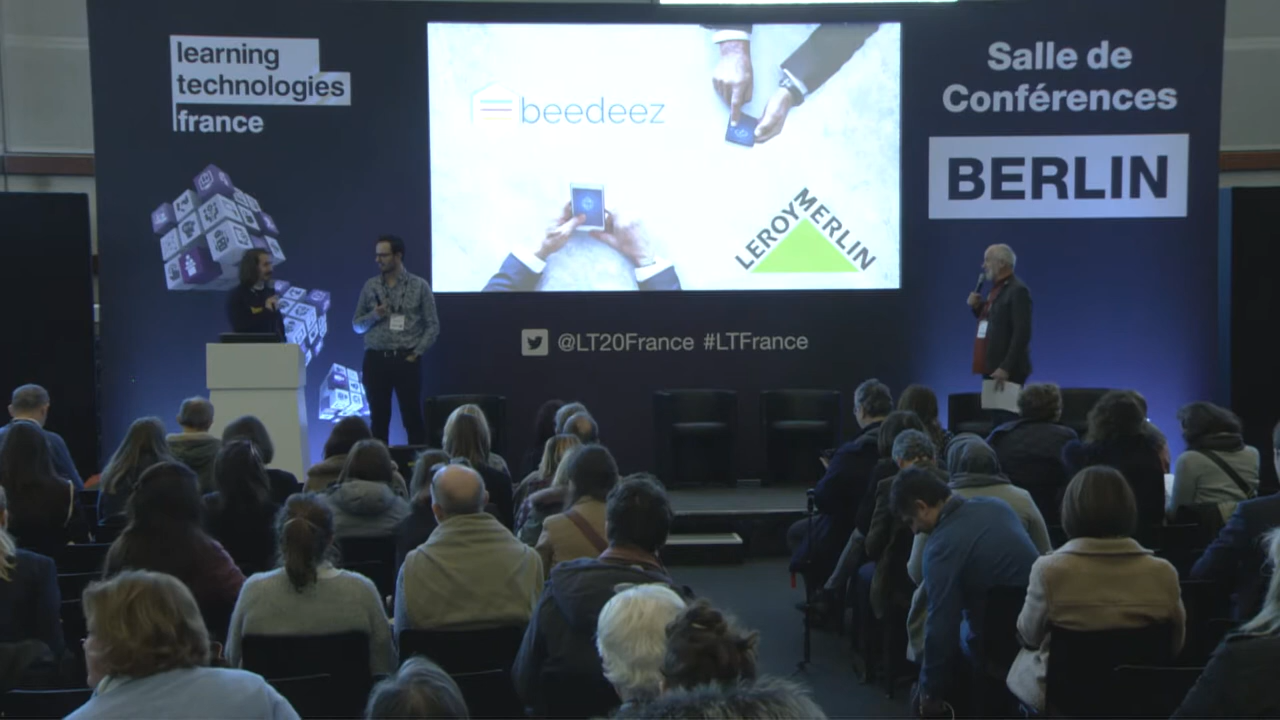 learning
technologies
france
beedeez
LEROY MERLIN
Salle de
Conférences
BERLIN
@LT20France #LTFrance